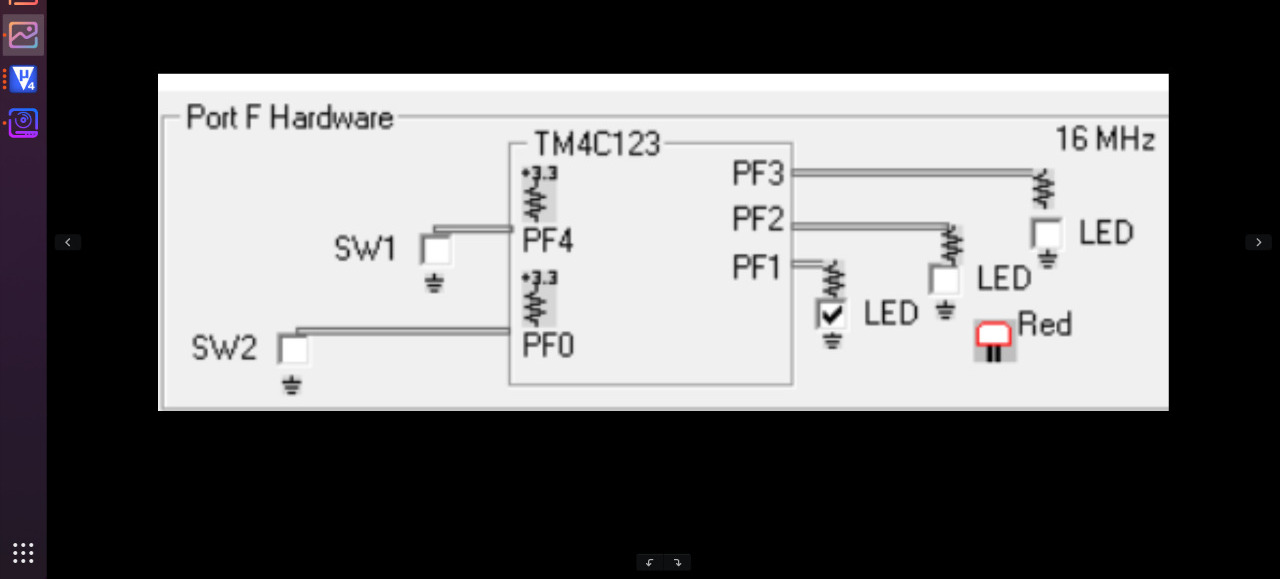 Port F Hardware
TM4C123
16 MHz
+3.3
PF3
PF2
SW1
PF4
LED
PF1
+3.3
LED
LED
Red
SW2
PF0
µ
4